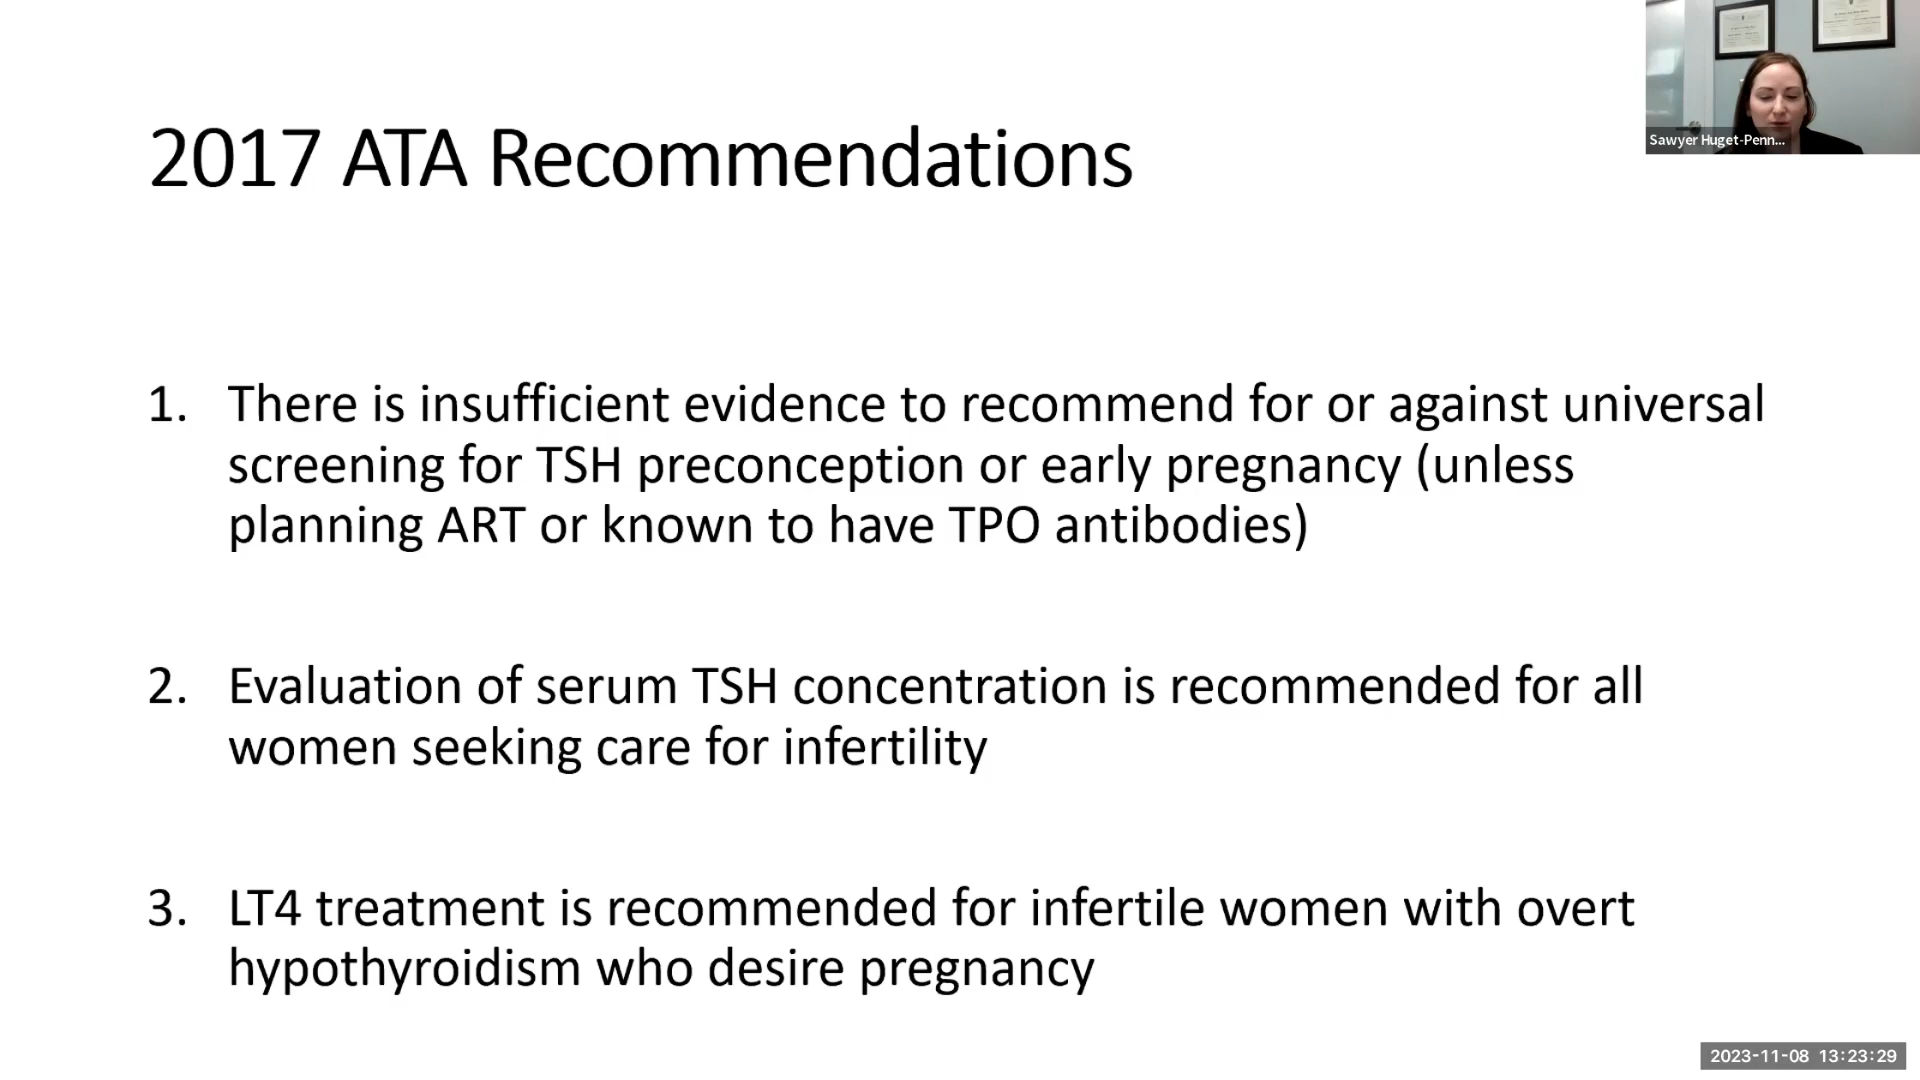 Sawyer Huget-Penn...
2017 ATA Recommendations
1. There is insufficient evidence to recommend for or against universal
screening for TSH preconception or early pregnancy (unless
planning ART or known to have TPO antibodies)
2. Evaluation of serum TSH concentration is recommended for all
women seeking care for infertility
3. LT4 treatment is recommended for infertile women with overt
hypothyroidism who desire pregnancy
2023-11-08 13:23:29